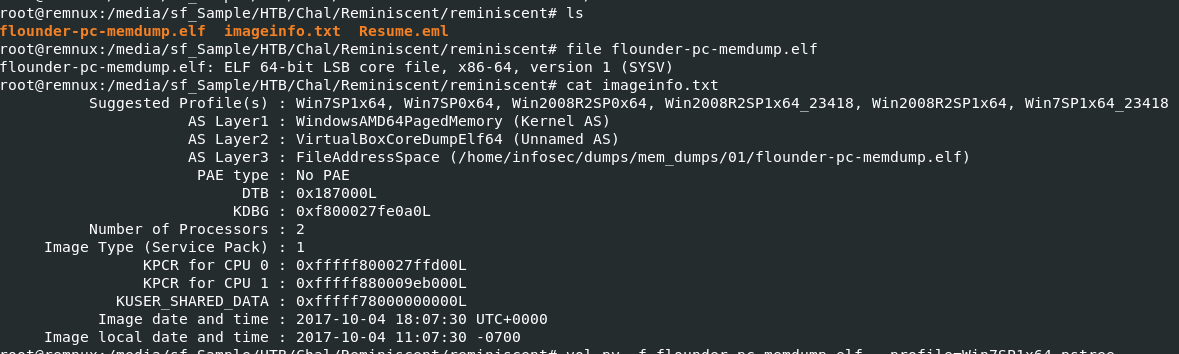 root@remnux:/media/sf_Sample/HTB/Chal/Reminiscent/reminiscent# ls
flounder-pc-memdump.elf  imageinfo.txt  Resume.eml
root@remnux:/media/sf_Sample/HTB/Chal/Reminiscent/reminiscent# file flounder-pc-memdump.elf
flounder-pc-memdump.elf: ELF 64-bit LSB core file, x86-64, version 1 (SYSV)
root@remnux:/media/sf_Sample/HTB/Chal/Reminiscent/reminiscent# cat imageinfo.txt
Suggested Profile(s) : Win7SP1x64, Win7SP0x64, Win2008R2SP0x64, Win2008R2SP1x64_23418, Win2008R2SP1x64, Win7SP1x64_23418
AS Layer1 : WindowsAMD64PagedMemory (Kernel AS)
AS Layer2 : VirtualBoxCoreDumpElf64 (Unnamed AS)
AS Layer3 : FileAddressSpace (/home/infosec/dumps/mem_dumps/01/flounder-pc-memdump.elf)
PAE type : No PAE
DTB : 0x187000L
KDBG : 0xf800027fe0a0L
Number of Processors : 2
Image Type (Service Pack) : 1
KPCR for CPU 0 : 0xfffff800027ffd00L
KPCR for CPU 1 : 0xfffff880009eb000L
KUSER_SHARED_DATA : 0xfffff78000000000L
Image date and time : 2017-10-04 18:07:30 UTC+0000
Image local date and time : 2017-10-04 11:07:30 -0700
root@remnux:/media/sf_Sample/HTB/Chal/Reminiscent/reminiscent# vol.py -f flounder-pc-memdump.elf --profile=Win7SP1x64 pstree